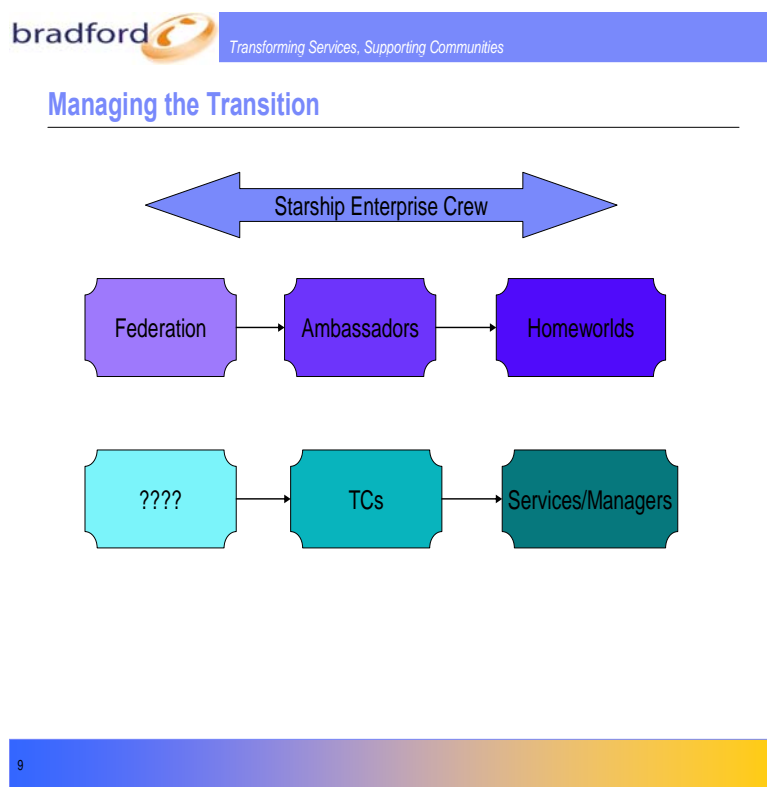 bradford
Transforming Services, Supporting Communities
Managing the Transition
Starship Enterprise Crew
Federation
Ambassadors
Homeworlds
????
TCs
Services/Managers
9